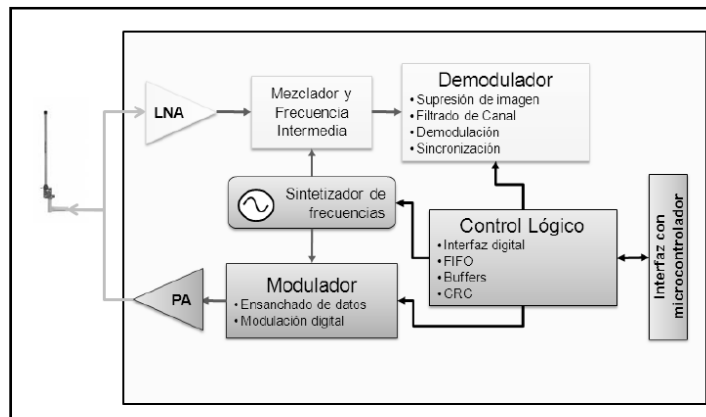 LNA
Mezclador y
Frecuencia
Intermedia
Demodulador
• Supresión de imagen
• Filtrado de Canal
• Demodulación
• Sincronización
Sintetizador de
frecuencias
Control Lógico
• Interfaz digital
• FIFO
• Buffers
• CRC
Interfaz con
microcontrolador
PA
Modulador
• Ensanchado de datos
• Modulación digital